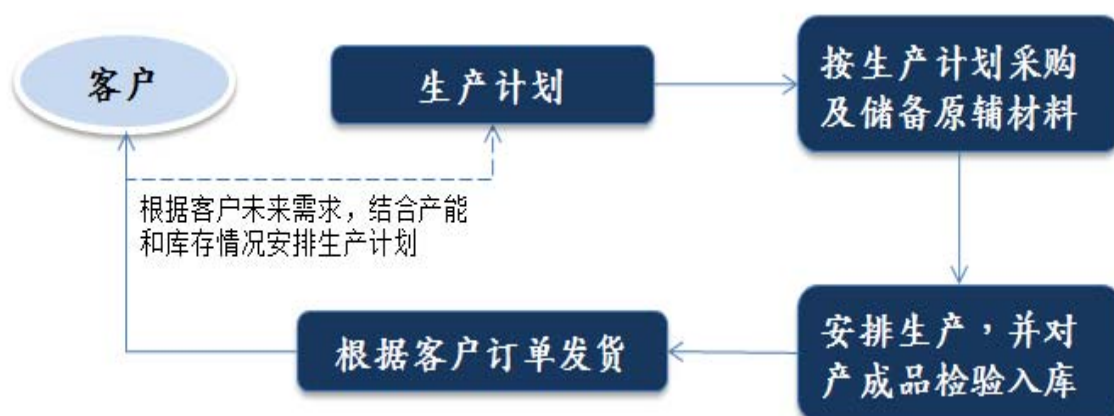 客户
生产计划
按生产计划采购
及储备原辅材料
根据客户未来需求，结合产能
和库存情况安排生产计划
根据客户订单发货
安排生产，并对
产成品检验入库